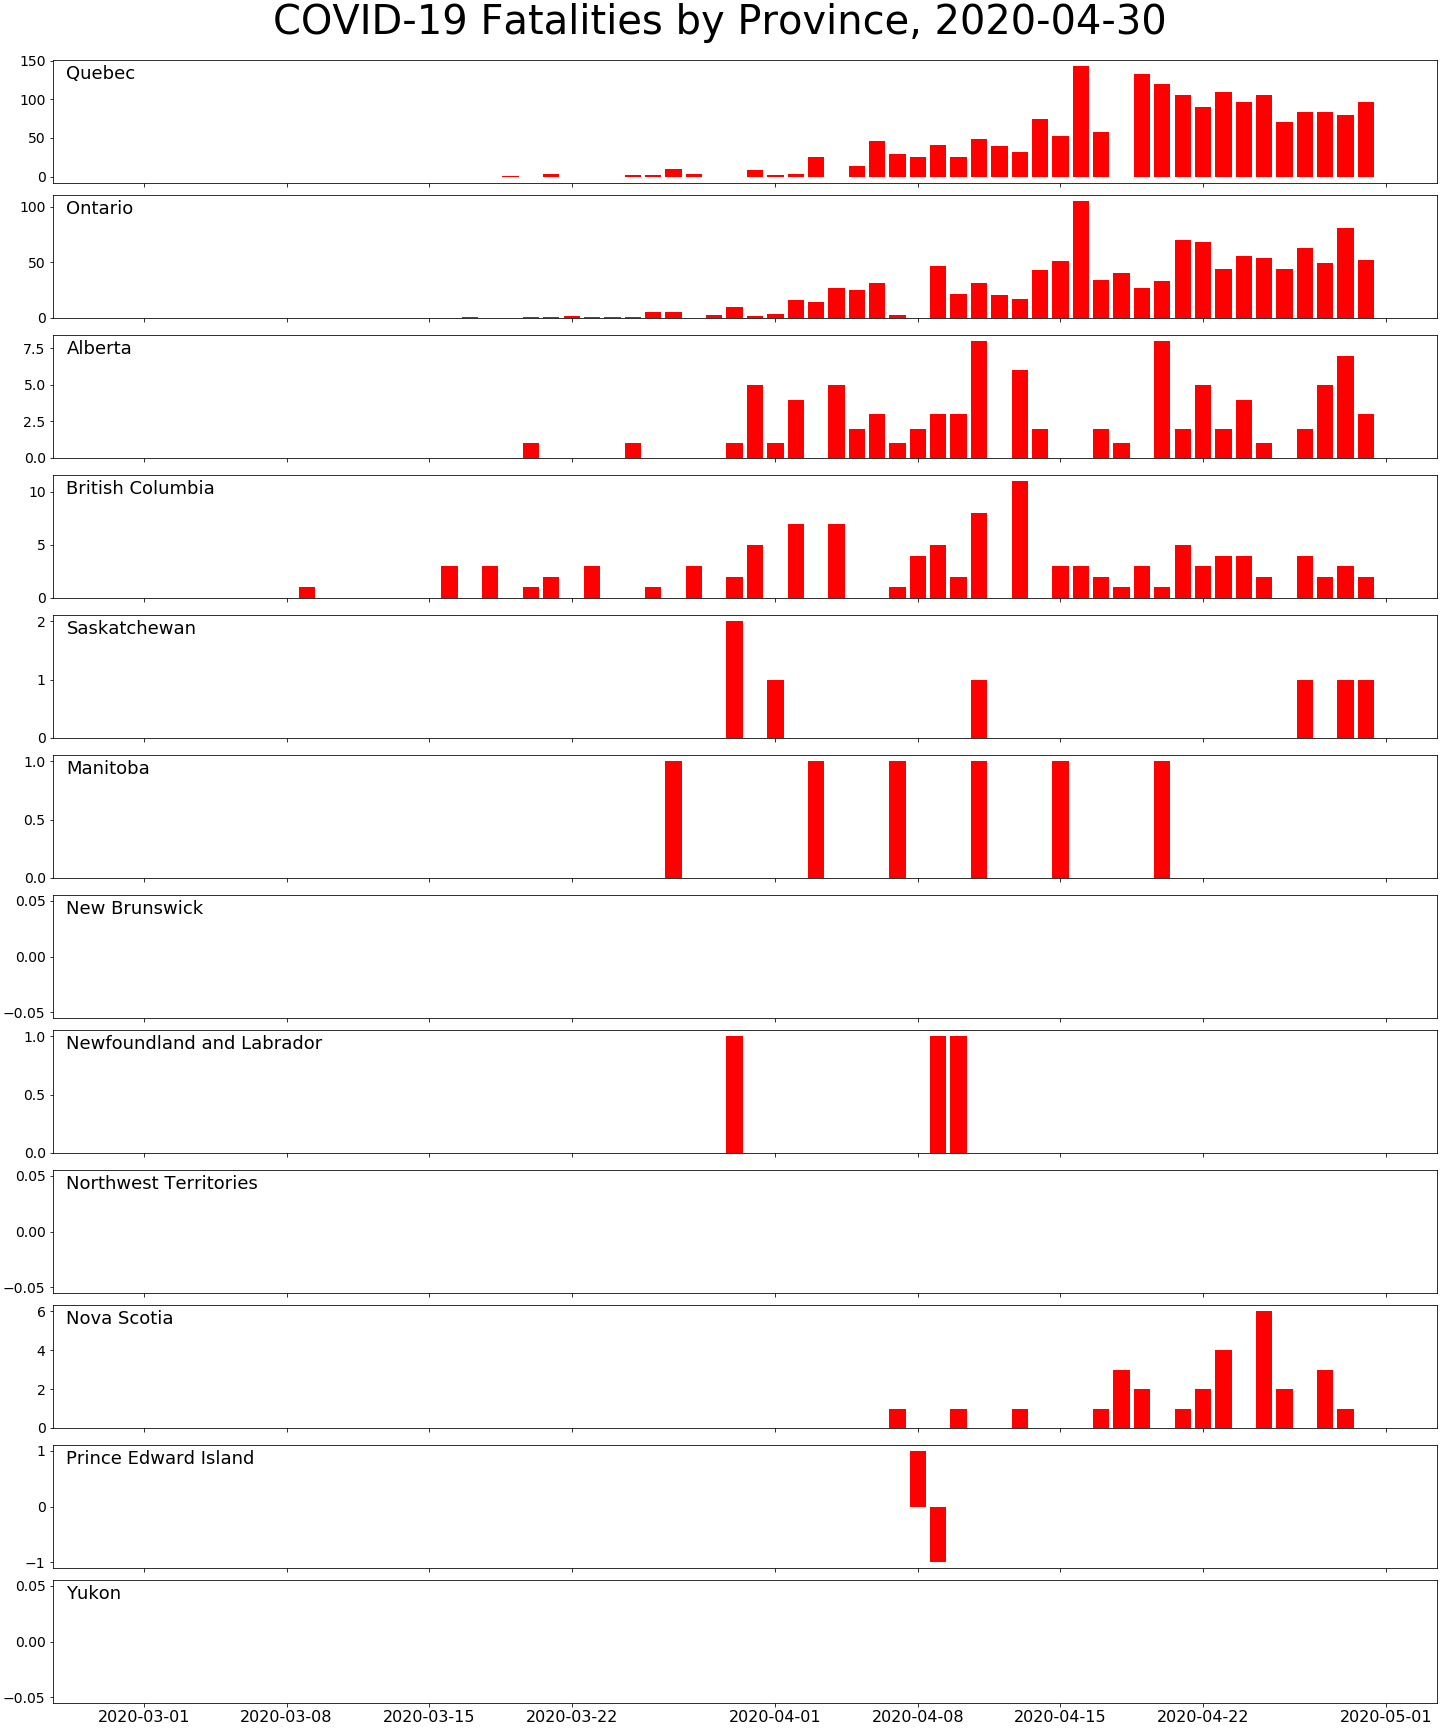 COVID-19 Fatalities by Province, 2020-04-30
150
Quebec
100
50
0
100
Ontario
50
0
7.5
Alberta
5.0
2.5
0.0
10
British Columbia
5
0
2
Saskatchewan
1
0
1.0
Manitoba
0.5
0.0
0.05
New Brunswick
0.00
−0.05
1.0
Newfoundland and Labrador
0.5
0.0
0.05
Northwest Territories
0.00
−0.05
6
Nova Scotia
4
2
0
1
Prince Edward Island
0
−1
0.05
Yukon
0.00
−0.05
2020-03-01 2020-03-08 2020-03-15 2020-03-22 2020-04-01 2020-04-08 2020-04-15 2020-04-22 2020-05-01